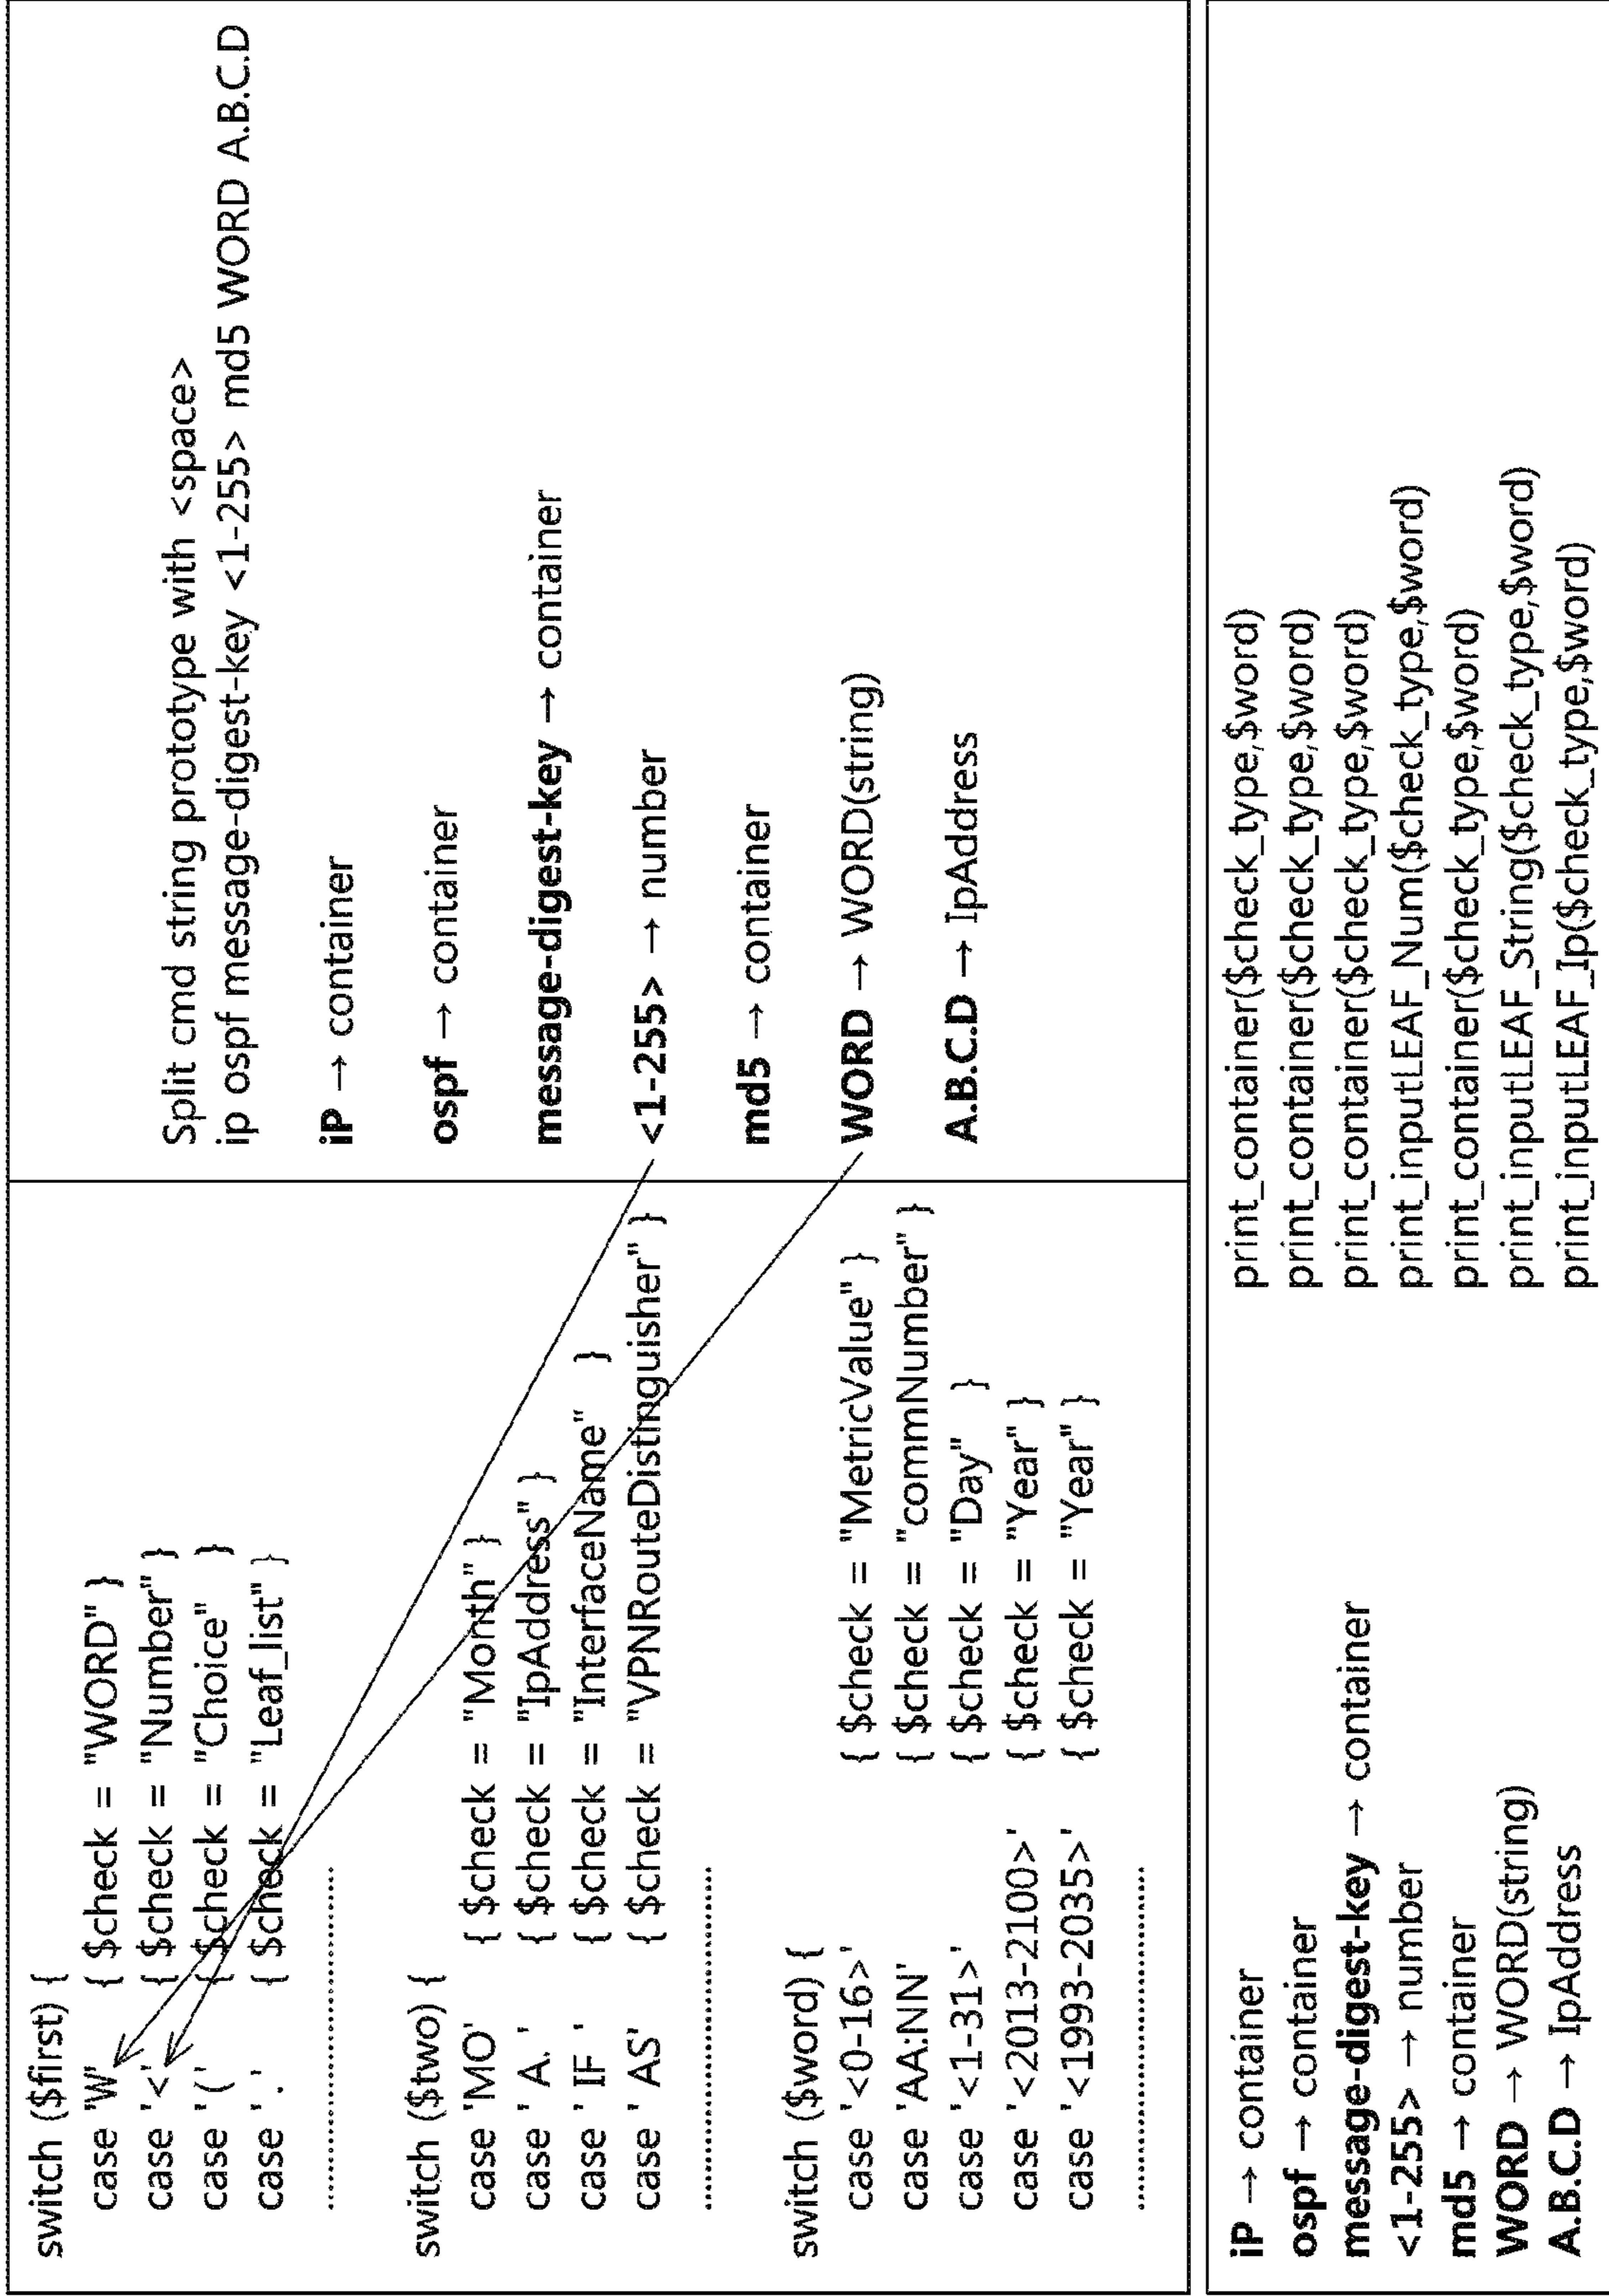 switch ($first) {
case 'W' { $check = "WORD" }
case '<' { $check = "Number" }
case '(' { $check = "Choice" }
case ' . ' { $check = "Leaf_list" }
..............................
switch ($two) {
case 'MO' { $check = "Month" }
case ' A. ' { $check = "IpAddress" }
case ' IF ' { $check = "InterfaceName" }
case ' AS' { $check = "VPNRouteDistinguisher" }
..............................
switch ($word) {
case '<0-16>' { $check = "MetricValue" }
case 'AA:NN' { $check = "commNumber" }
case '<1-31>' { $check = "Day" }
case '<2013-2100>' { $check = "Year" }
case '<1993-2035>' { $check = "Year" }
..............................
Split cmd string prototype with <space>
ip ospf message-digest-key <1-255> md5 WORD A.B.C.D
iP → container
ospf → container
message-digest-key → container
<1-255> → number
md5 → container
WORD → WORD(string)
A.B.C.D → IpAddress
iP → container
ospf → container
message-digest-key → container
<1-255> → number
md5 → container
WORD → WORD(string)
A.B.C.D → IpAddress
print_container($check_type,$word)
print_container($check_type,$word)
print_container($check_type,$word)
print_inputLEAF_Num($check_type,$word)
print_container($check_type,$word)
print_inputLEAF_String($check_type,$word)
print_inputLEAF_Ip($check_type,$word)